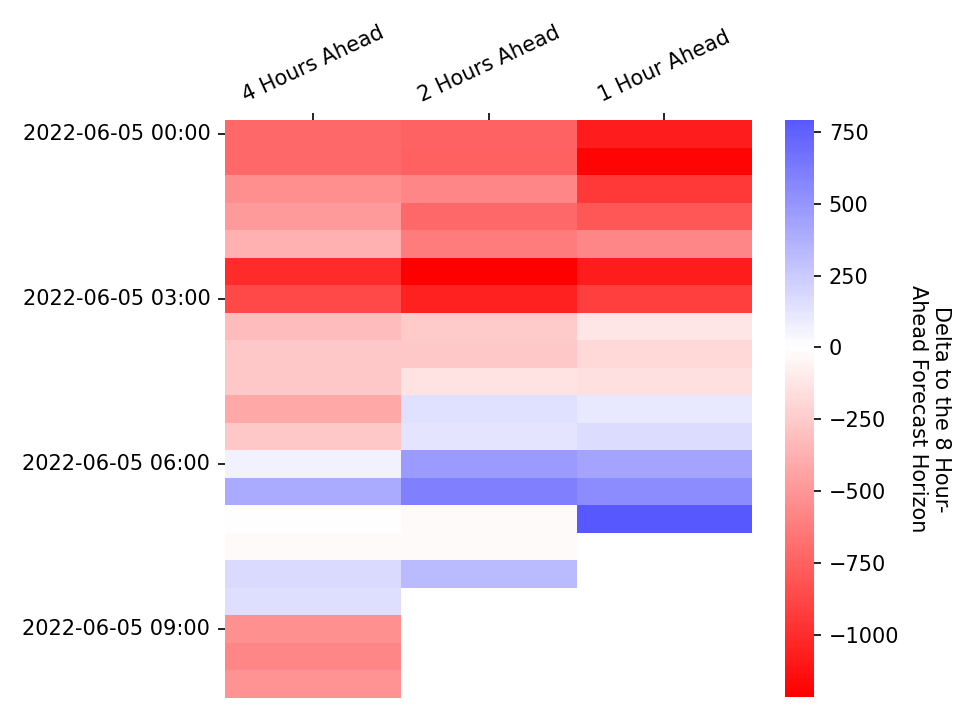 4 Hours Ahead
2 Hours Ahead
1 Hour Ahead
2022-06-05 00:00
2022-06-05 03:00
2022-06-05 06:00
2022-06-05 09:00
750
500
250
0
−250
−500
−750
−1000
Delta to the 8 Hour-
Ahead Forecast Horizon